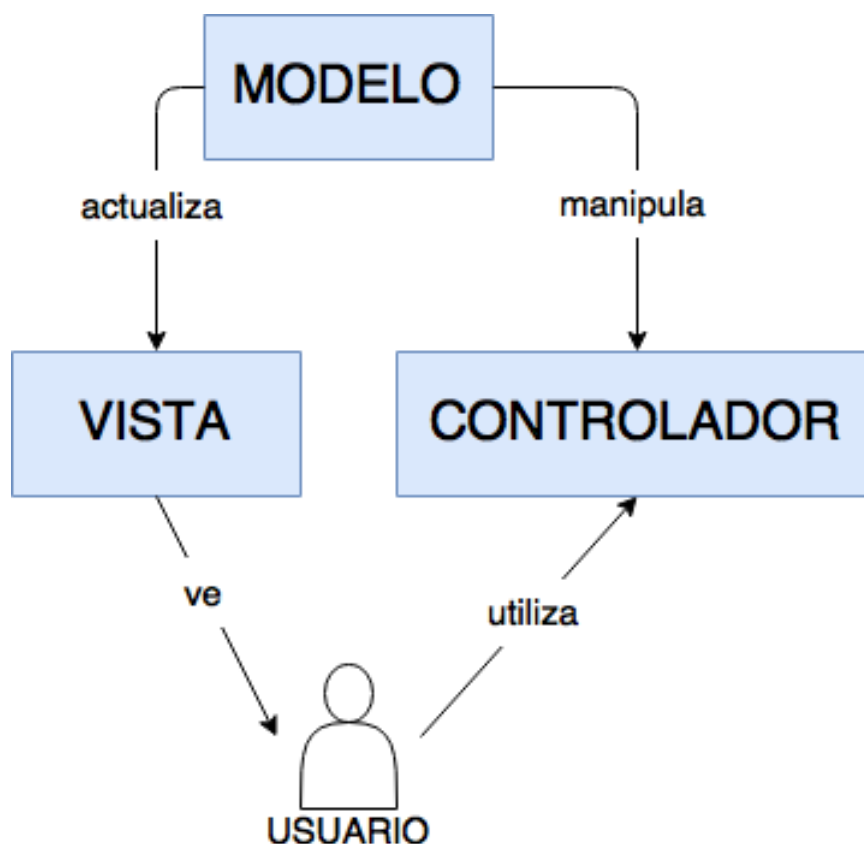 MODELO
actualiza
manipula
VISTA
CONTROLADOR
ve
utiliza
USUARIO